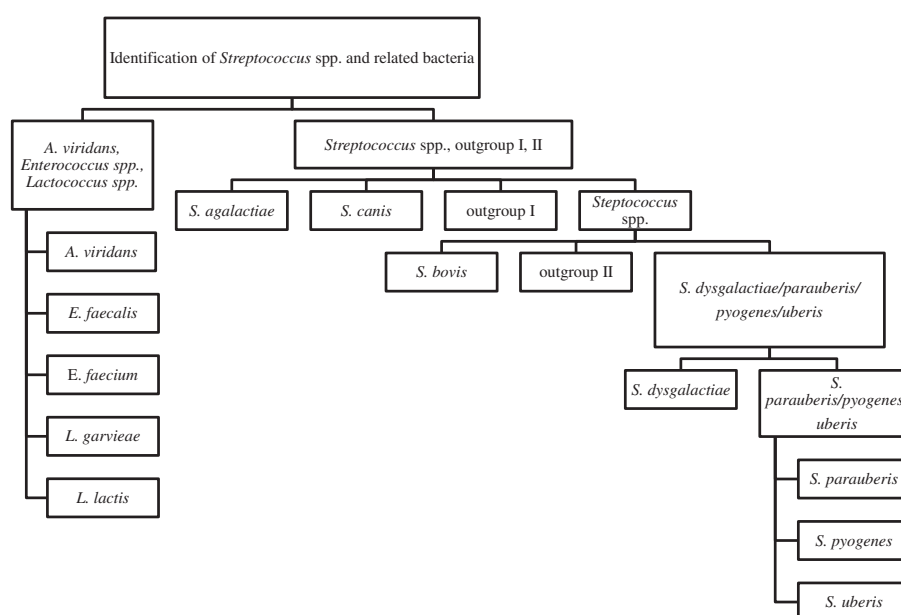 Identification of Streptococcus spp. and related bacteria
A. viridans,
Enterococcus spp.,
Lactococcus spp.
Streptococcus spp., outgroup I, II
S. agalactiae
S. canis
outgroup I
Steptococcus
spp.
A. viridans
S. bovis
outgroup II
S. dysgalactiae/parauberis/
pyogenes/uberis
E. faecalis
E. faecium
S. dysgalactiae
S.
parauberis/pyogenes
uberis
L. garvieae
L. lactis
S. parauberis
S. pyogenes
S. uberis